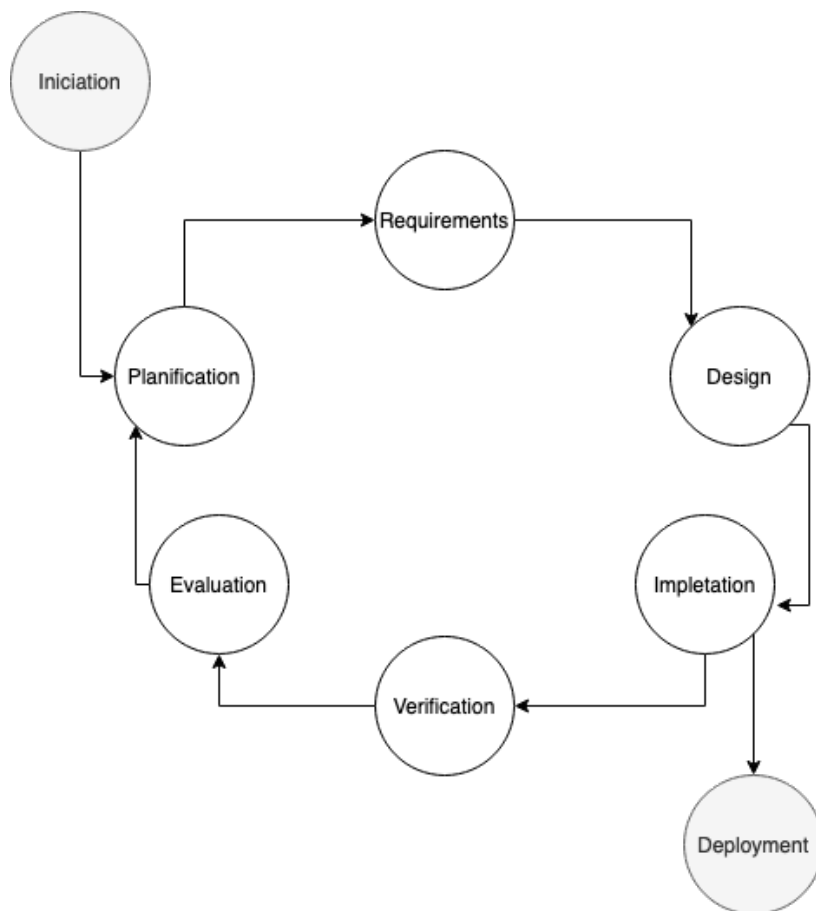 Iniciation
Requirements
Planification
Design
Evaluation
Impletation
Verification
Deployment